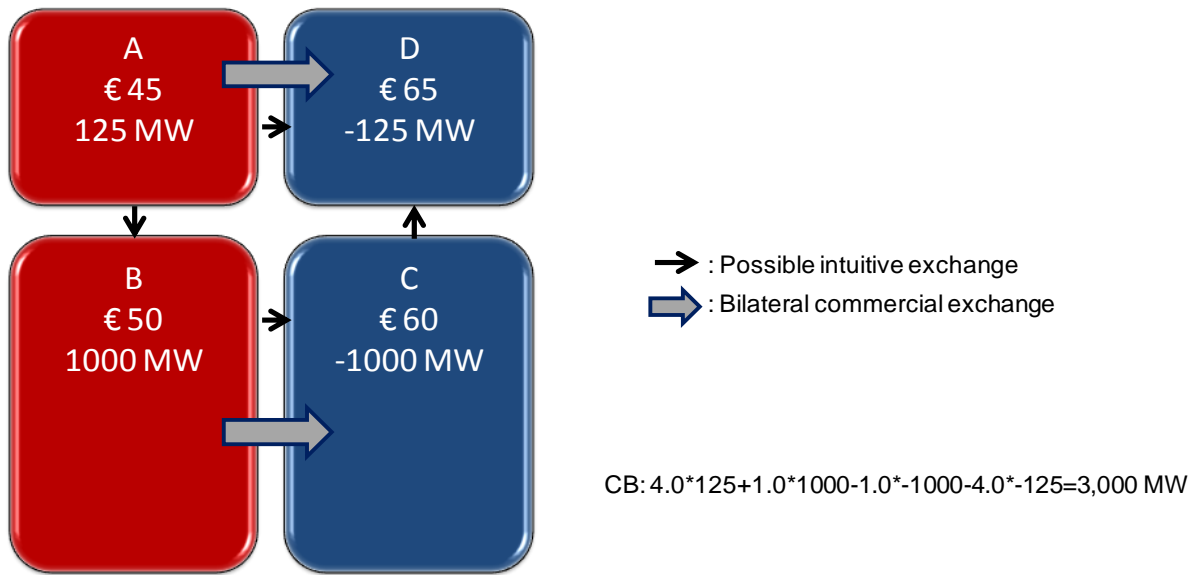 A
€ 45
125 MW
D
€ 65
-125 MW
B
€ 50
1000 MW
C
€ 60
-1000 MW
: Possible intuitive exchange
: Bilateral commercial exchange
CB: 4.0*125+1.0*1000-1.0*-1000-4.0*-125=3,000 MW